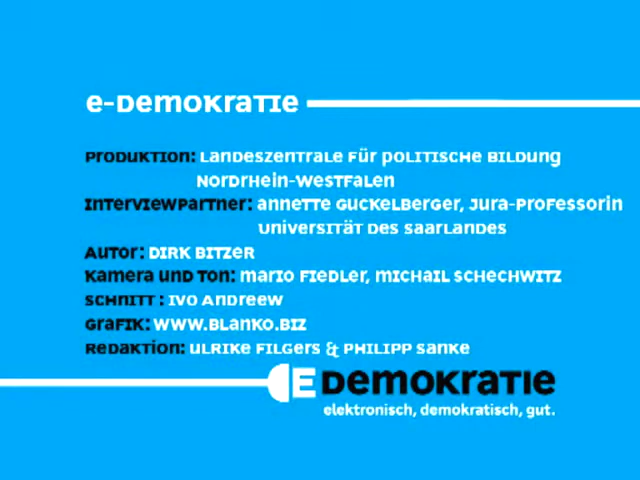 e-Demokratie
Produktion: Landeszentrale für politische Bildung
Nordrhein-Westfalen
Interviewpartner: Annette Guckelberger, Jura-Professorin
Universität des Saarlandes
Autor: Dirk Bitzer
Kamera und Ton: Mario Fiedler, Michail Schechwitz
Schnitt : Ivo Andreew
Grafik: www.blanko.biz
Redaktion: Ulrike Filgers & Philipp Sanke
E Demokratie
elektronisch, demokratisch, gut.